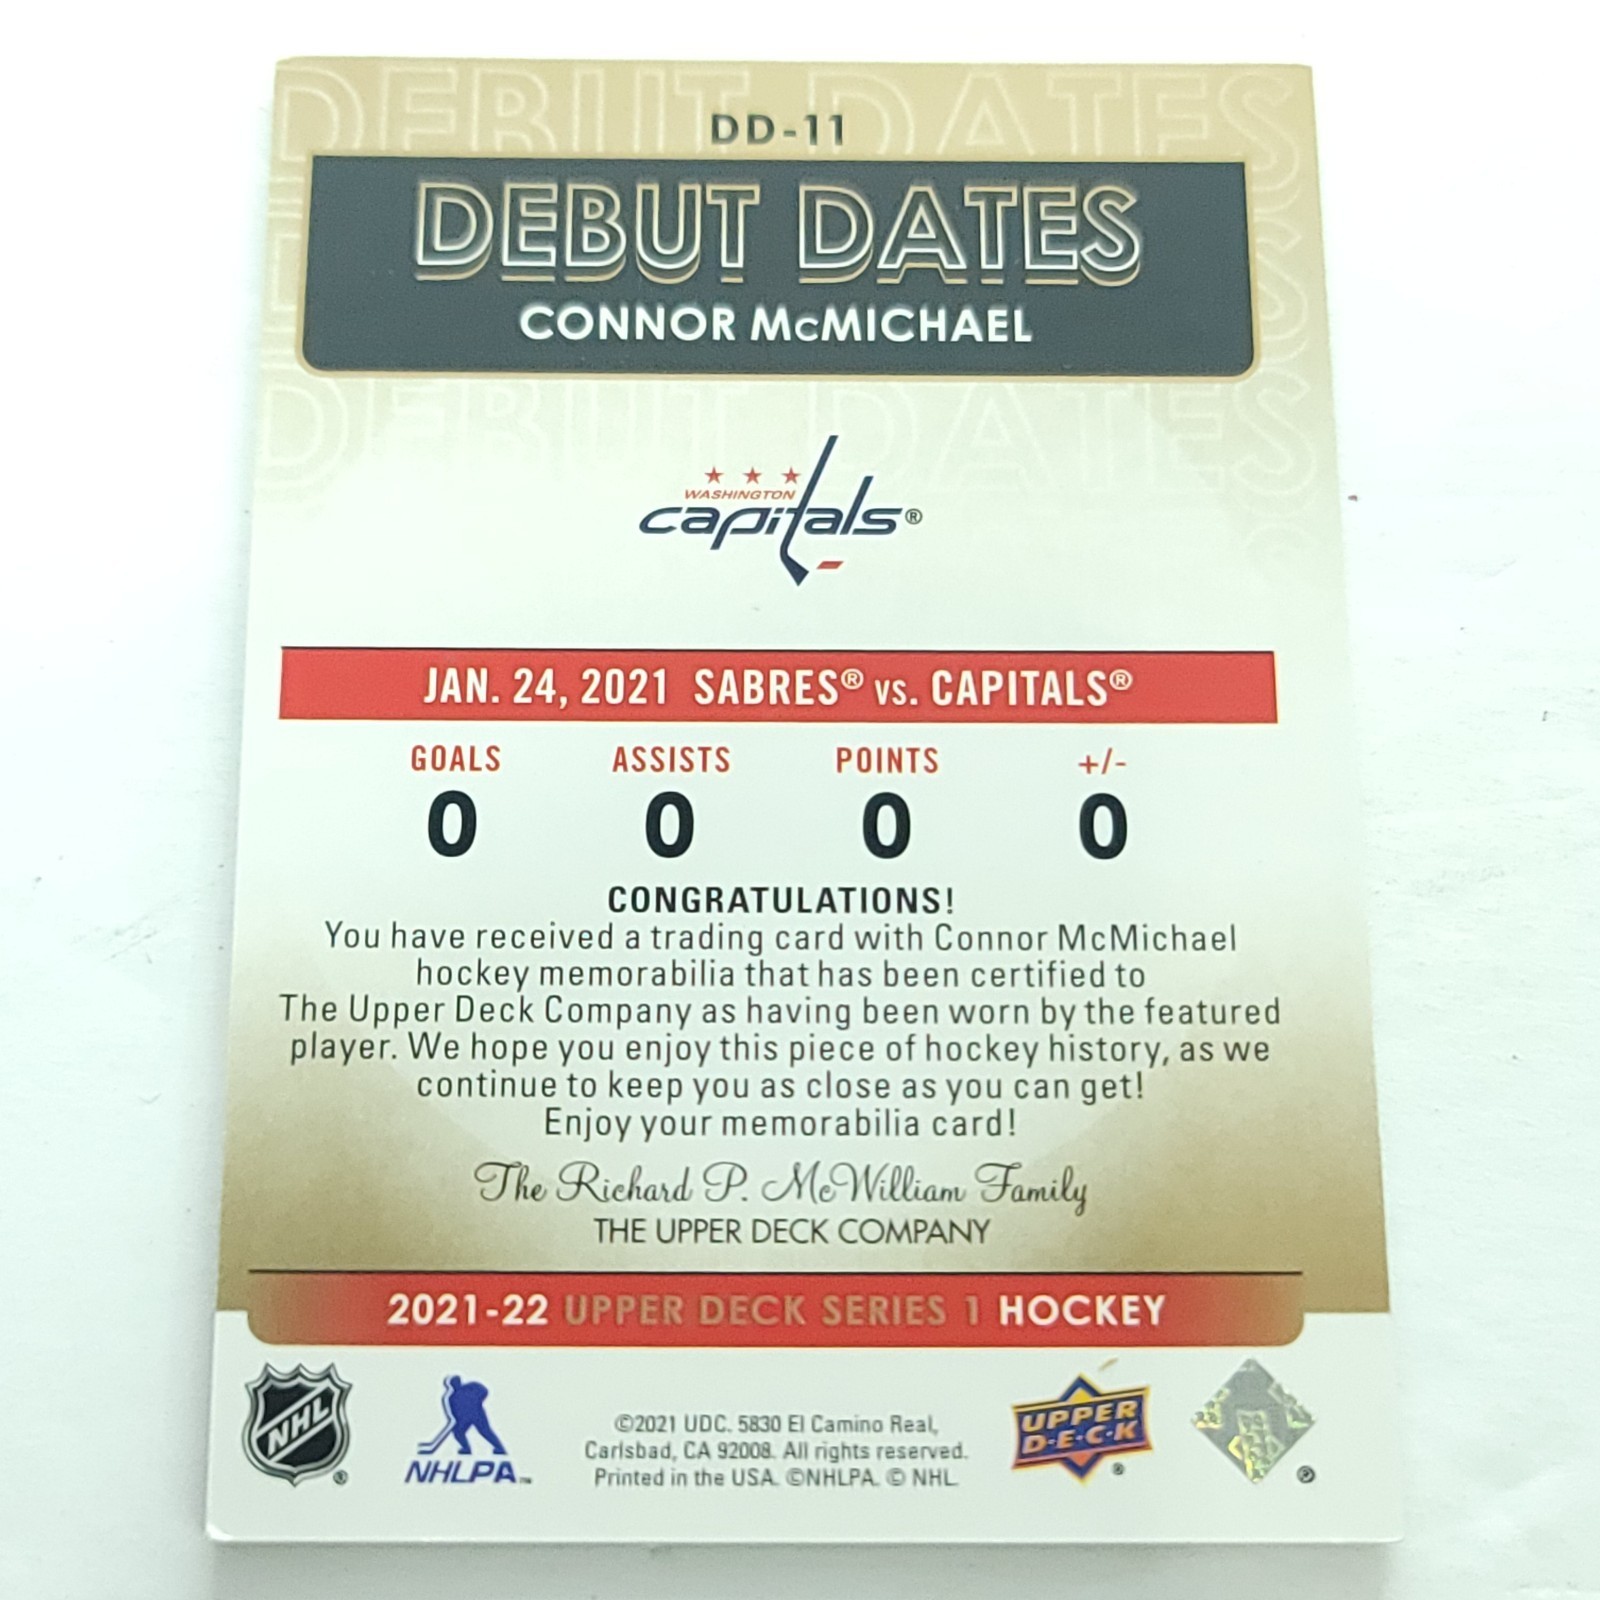 DEBUT DATES
DD-11
DEBUT DATES
CONNOR McMICHAEL
DEBUT DATES
WASHINGTON
capitals®
JAN. 24, 2021 SABRES® vs. CAPITALS®
GOALS ASSISTS POINTS +/-
0 0 0 0
CONGRATULATIONS!
You have received a trading card with Connor McMichael
hockey memorabilia that has been certified to
The Upper Deck Company as having been worn by the featured
player. We hope you enjoy this piece of hockey history, as we
continue to keep you as close as you can get!
Enjoy your memorabilia card!
The Richard P. McWilliam Family
THE UPPER DECK COMPANY
2021-22 UPPER DECK SERIES 1 HOCKEY
NHL ®
NHLPA™
©2021 UDC. 5830 El Camino Real,
Carlsbad, CA 92008. All rights reserved.
Printed in the USA. ©NHLPA. © NHL.
UPPER
D·E·C·K ®
®